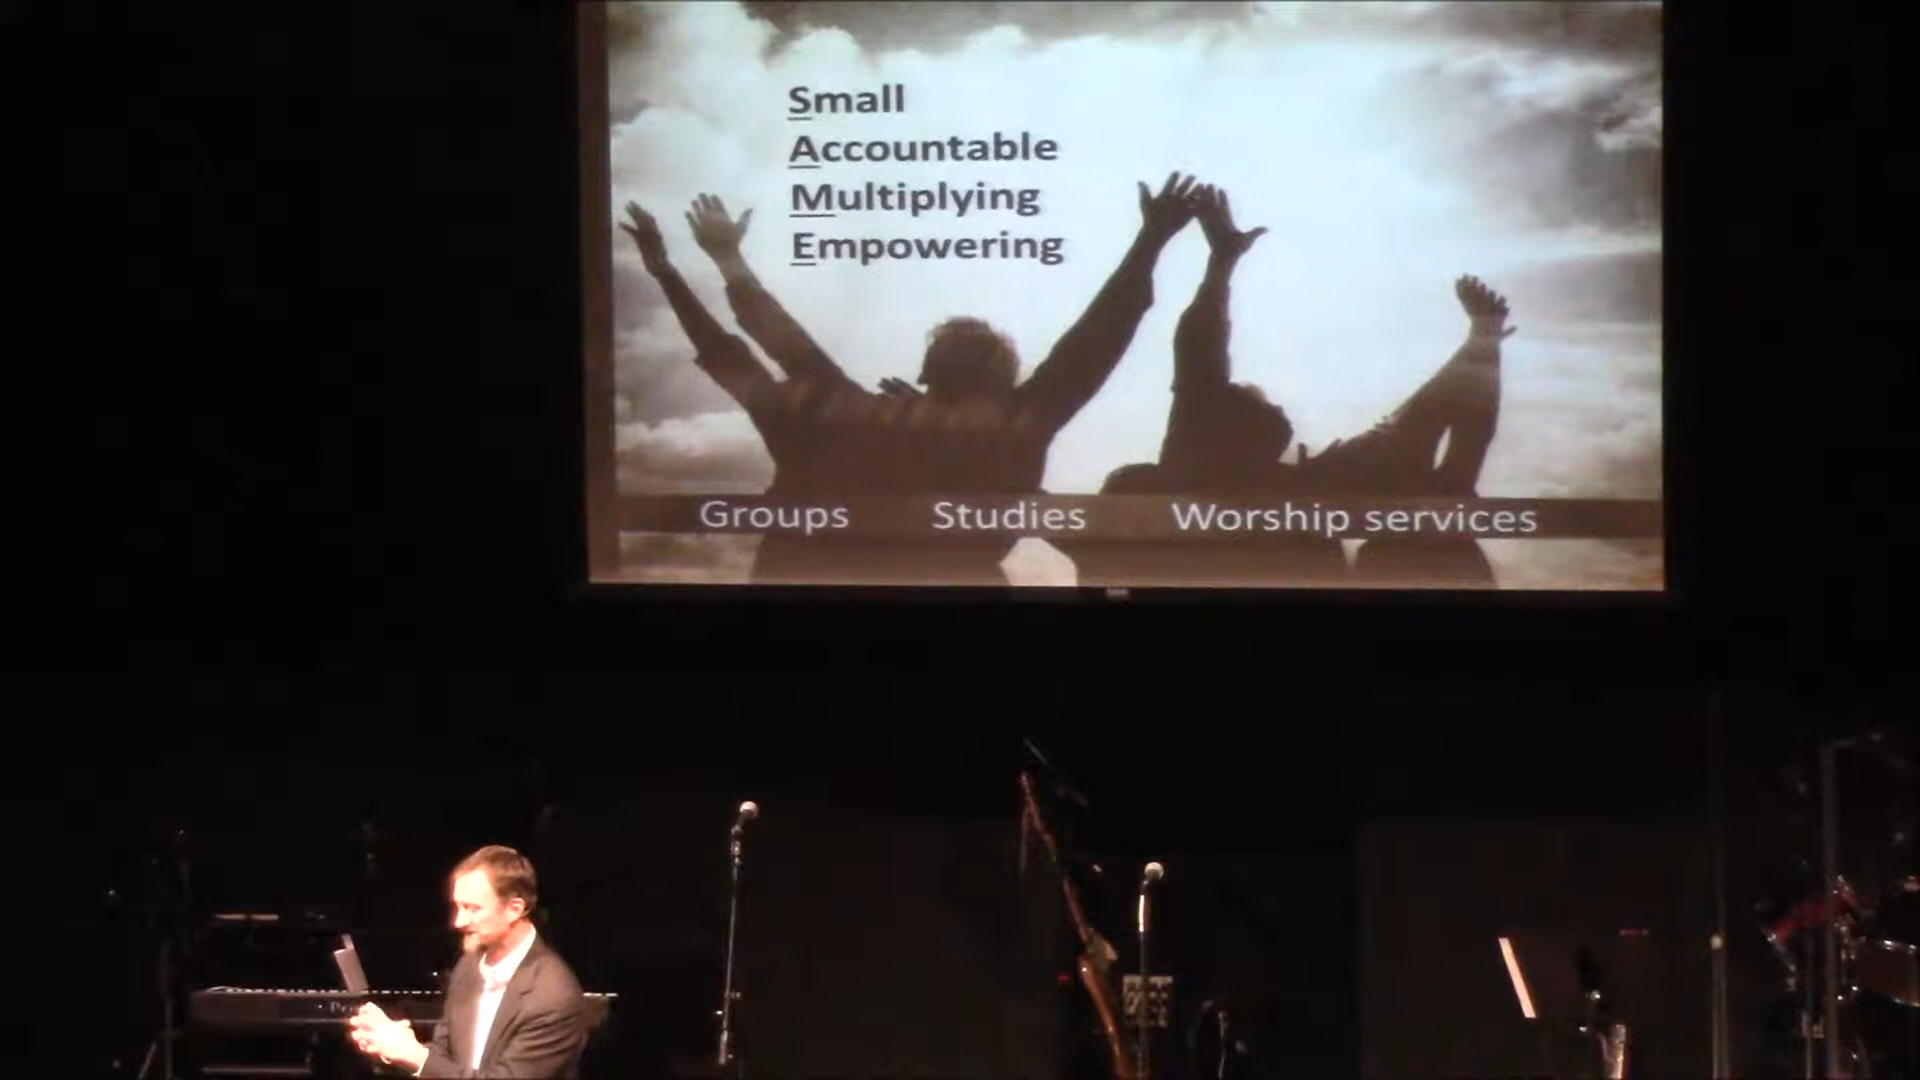 Small
Accountable
Multiplying
Empowering
Groups Studies Worship services